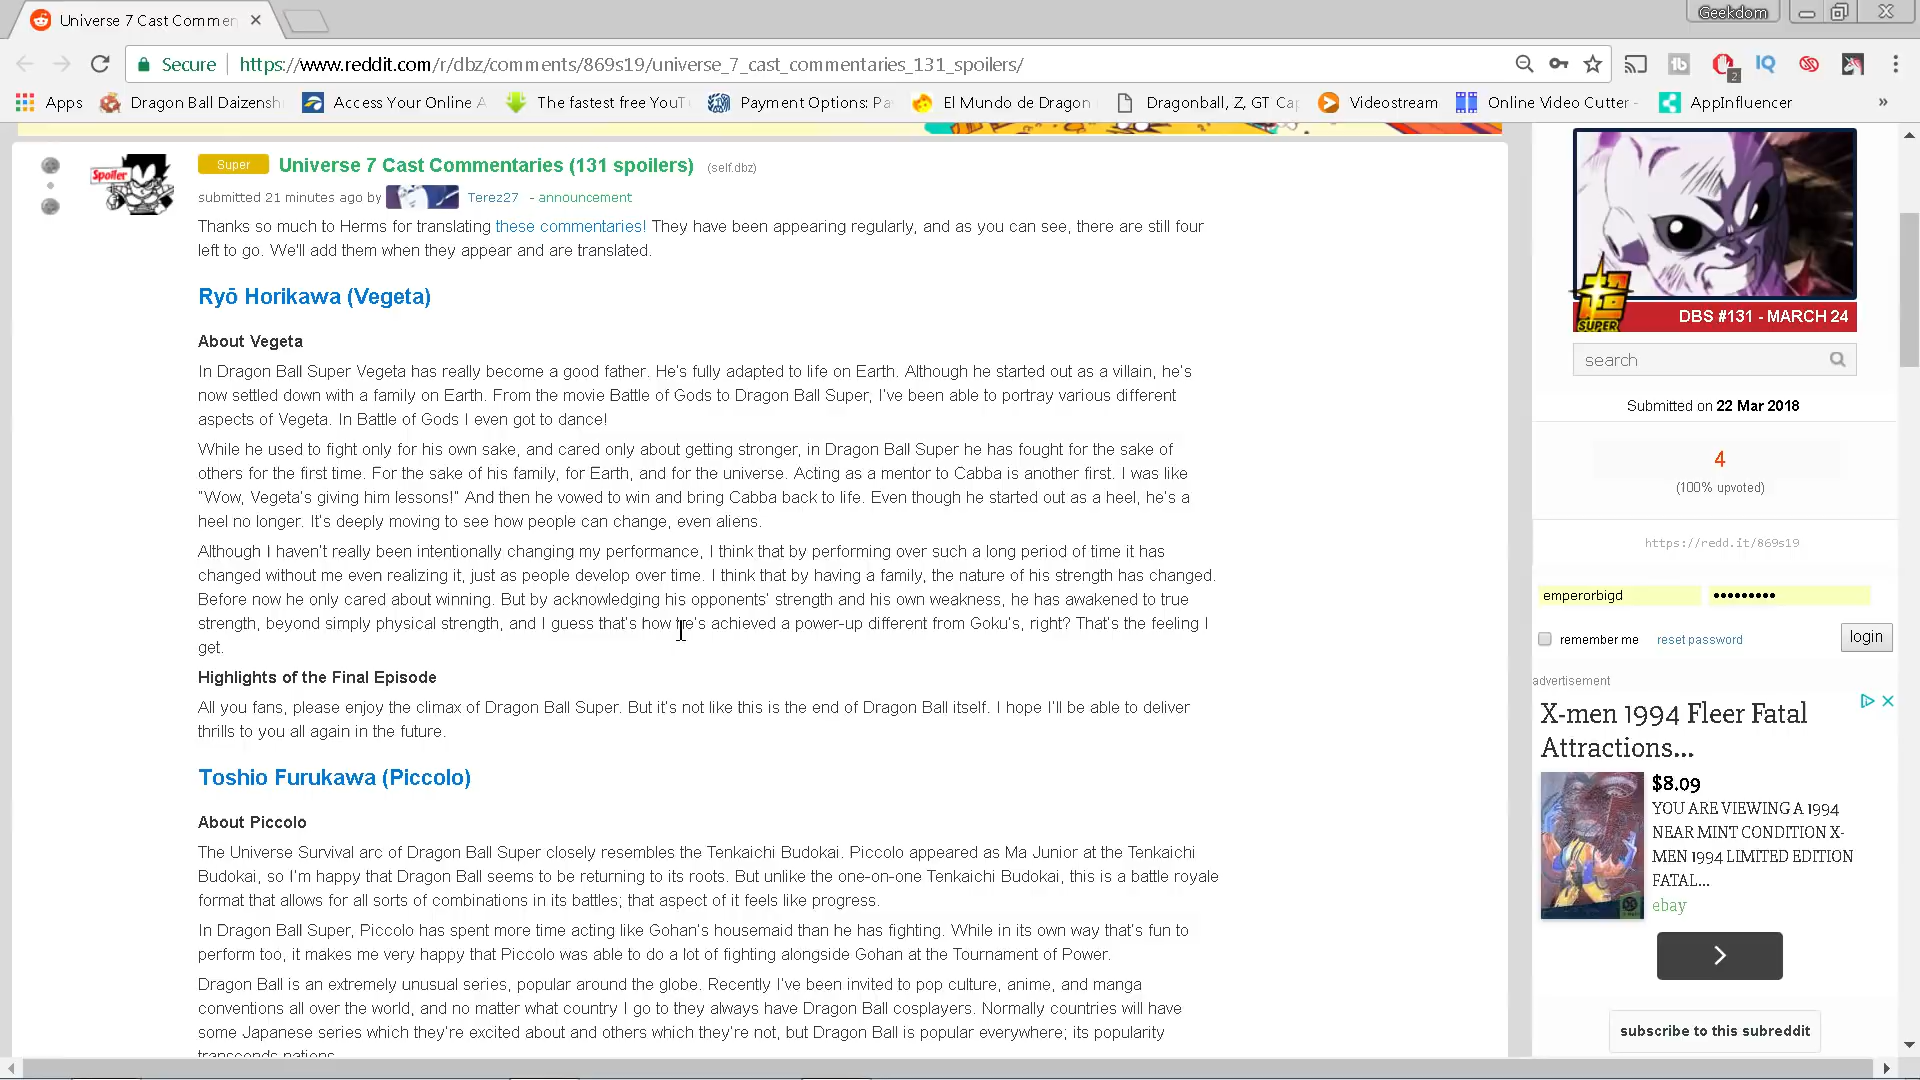 Universe 7 Cast Commen
Geekdom
Secure
https://www.reddit.com/r/dbz/comments/869s19/universe_7_cast_commentaries_131_spoilers/
Apps
Dragon Ball Daizensh
Access Your Online A
The fastest free YouT
Payment Options: Pa
El Mundo de Dragon
Dragonball, Z, GT Ca
Videostream
Online Video Cutter -
AppInfluencer
Spoiler
Super
Universe 7 Cast Commentaries (131 spoilers) (self.dbz)
submitted 21 minutes ago by Terez27 - announcement
Thanks so much to Herms for translating these commentaries! They have been appearing regularly, and as you can see, there are still four
left to go. We'll add them when they appear and are translated.
Ryō Horikawa (Vegeta)
About Vegeta
In Dragon Ball Super Vegeta has really become a good father. He's fully adapted to life on Earth. Although he started out as a villain, he's
now settled down with a family on Earth. From the movie Battle of Gods to Dragon Ball Super, I've been able to portray various different
aspects of Vegeta. In Battle of Gods I even got to dance!
While he used to fight only for his own sake, and cared only about getting stronger, in Dragon Ball Super he has fought for the sake of
others for the first time. For the sake of his family, for Earth, and for the universe. Acting as a mentor to Cabba is another first. I was like
"Wow, Vegeta's giving him lessons!" And then he vowed to win and bring Cabba back to life. Even though he started out as a heel, he's a
heel no longer. It's deeply moving to see how people can change, even aliens.
Although I haven't really been intentionally changing my performance, I think that by performing over such a long period of time it has
changed without me even realizing it, just as people develop over time. I think that by having a family, the nature of his strength has changed.
Before now he only cared about winning. But by acknowledging his opponents' strength and his own weakness, he has awakened to true
strength, beyond simply physical strength, and I guess that's how he's achieved a power-up different from Goku's, right? That's the feeling I
get.
Highlights of the Final Episode
All you fans, please enjoy the climax of Dragon Ball Super. But it's not like this is the end of Dragon Ball itself. I hope I'll be able to deliver
thrills to you all again in the future.
Toshio Furukawa (Piccolo)
About Piccolo
The Universe Survival arc of Dragon Ball Super closely resembles the Tenkaichi Budokai. Piccolo appeared as Ma Junior at the Tenkaichi
Budokai, so I'm happy that Dragon Ball seems to be returning to its roots. But unlike the one-on-one Tenkaichi Budokai, this is a battle royale
format that allows for all sorts of combinations in its battles; that aspect of it feels like progress.
In Dragon Ball Super, Piccolo has spent more time acting like Gohan's housemaid than he has fighting. While in its own way that's fun to
perform too, it makes me very happy that Piccolo was able to do a lot of fighting alongside Gohan at the Tournament of Power.
Dragon Ball is an extremely unusual series, popular around the globe. Recently I've been invited to pop culture, anime, and manga
conventions all over the world, and no matter what country I go to they always have Dragon Ball cosplayers. Normally countries will have
some Japanese series which they're excited about and others which they're not, but Dragon Ball is popular everywhere; its popularity
transcends nations.
超
SUPER
DBS #131 - MARCH 24
search
Submitted on 22 Mar 2018
4
(100% upvoted)
https://redd.it/869s19
emperorbigd
•••••••••
remember me
reset password
login
advertisement
X-men 1994 Fleer Fatal
Attractions...
$8.09
YOU ARE VIEWING A 1994
NEAR MINT CONDITION X-
MEN 1994 LIMITED EDITION
FATAL...
ebay
subscribe to this subreddit